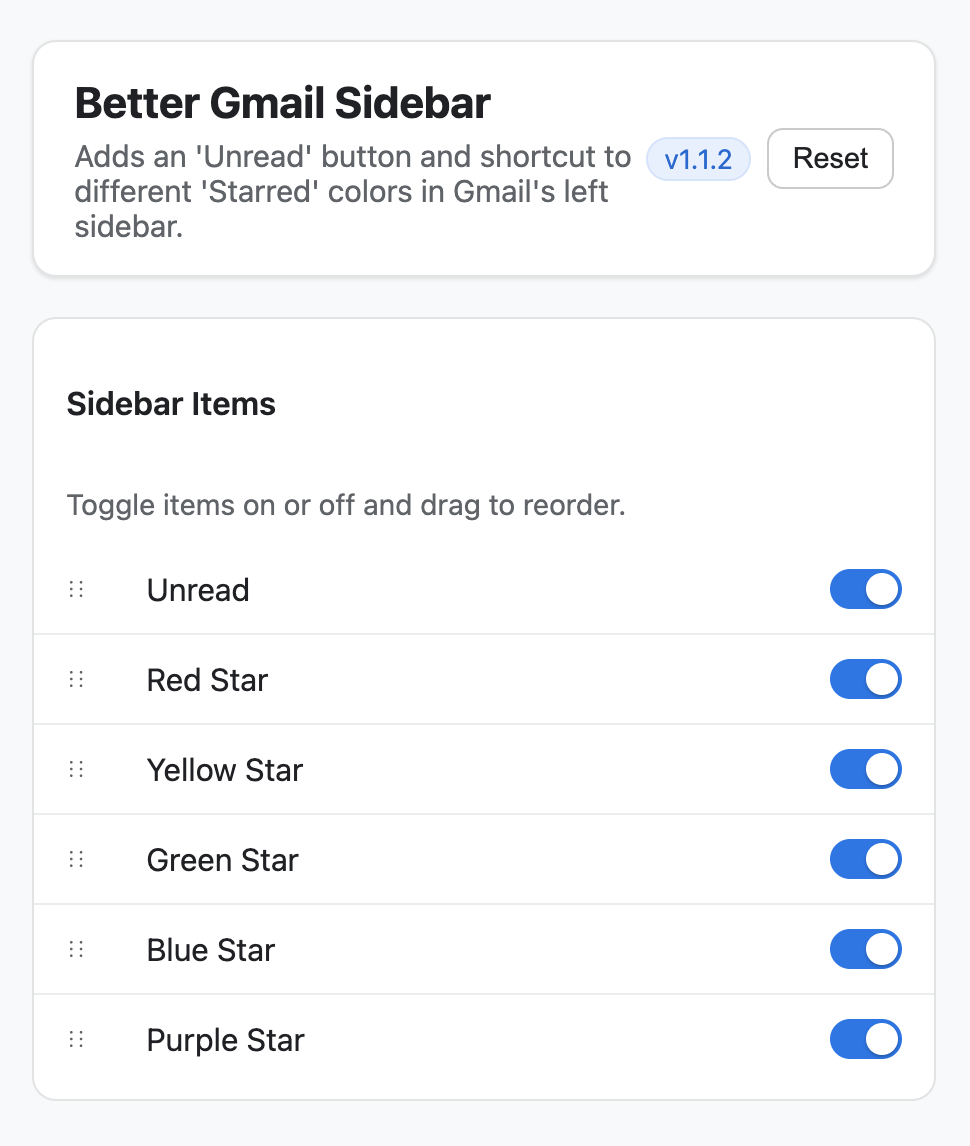 Better Gmail Sidebar
Adds an 'Unread' button and shortcut to
different 'Starred' colors in Gmail's left
sidebar.
v1.1.2
Reset
Sidebar Items
Toggle items on or off and drag to reorder.
Unread
Red Star
Yellow Star
Green Star
Blue Star
Purple Star